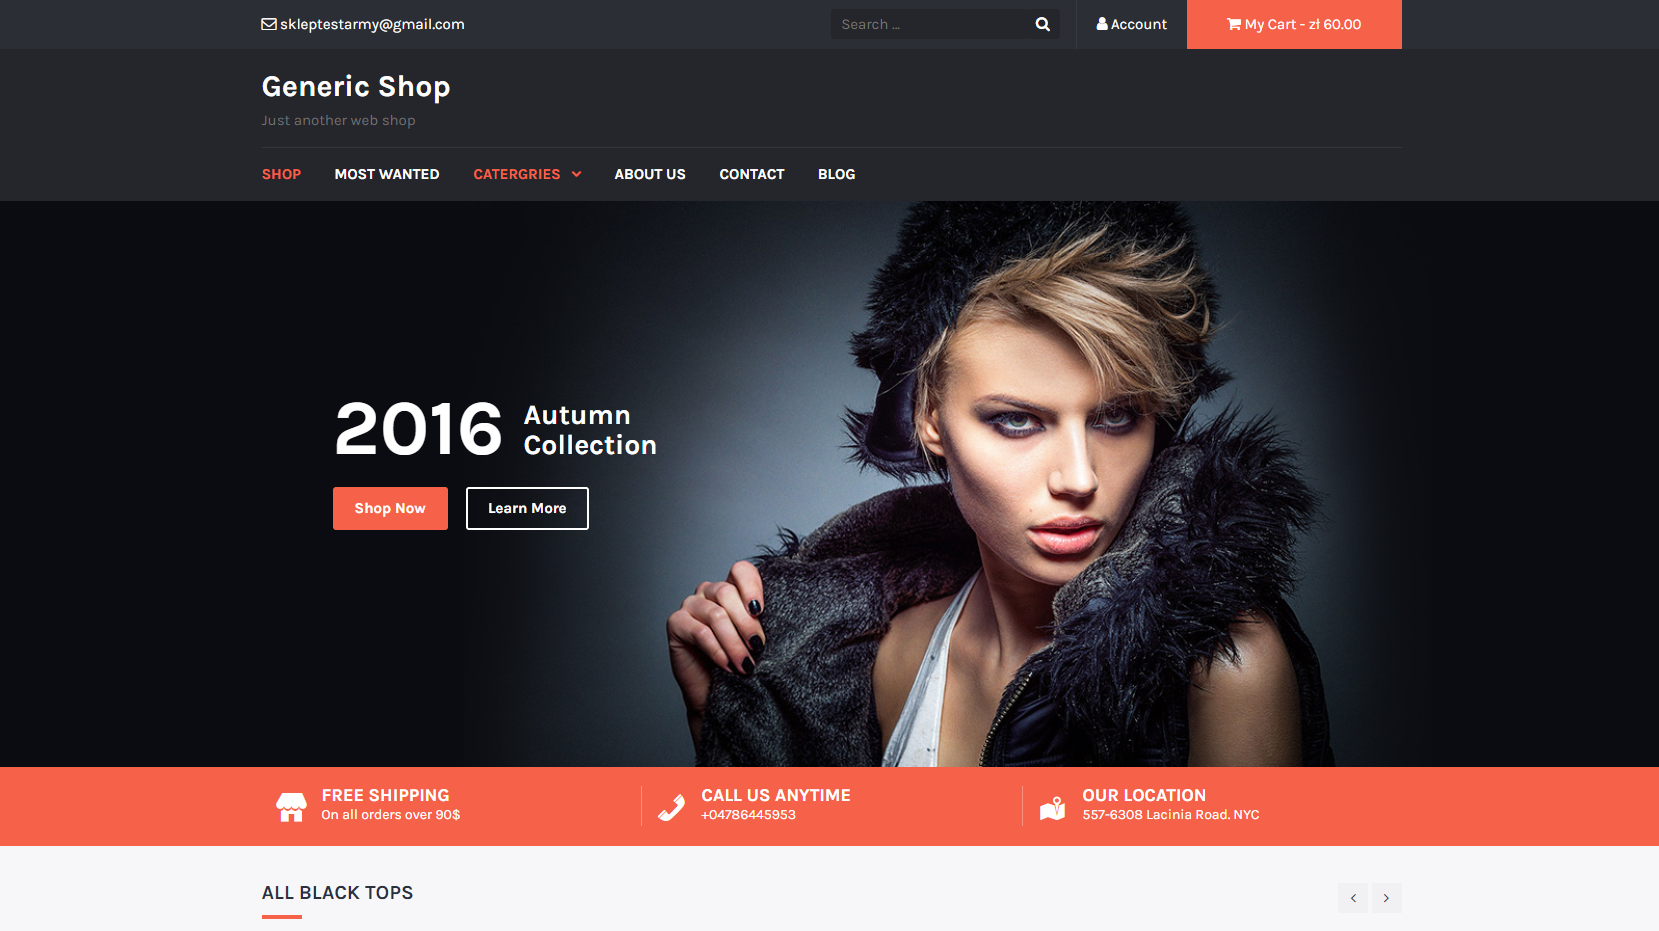 skleptestarmy@gmail.com
Search ...
Account
My Cart - zł 60.00
Generic Shop
Just another web shop
SHOP
MOST WANTED
CATERGRIES
ABOUT US
CONTACT
BLOG
2016
Autumn
Collection
Shop Now
Learn More
FREE SHIPPING
On all orders over 90$
CALL US ANYTIME
+04786445953
OUR LOCATION
557-6308 Lacinia Road. NYC
ALL BLACK TOPS